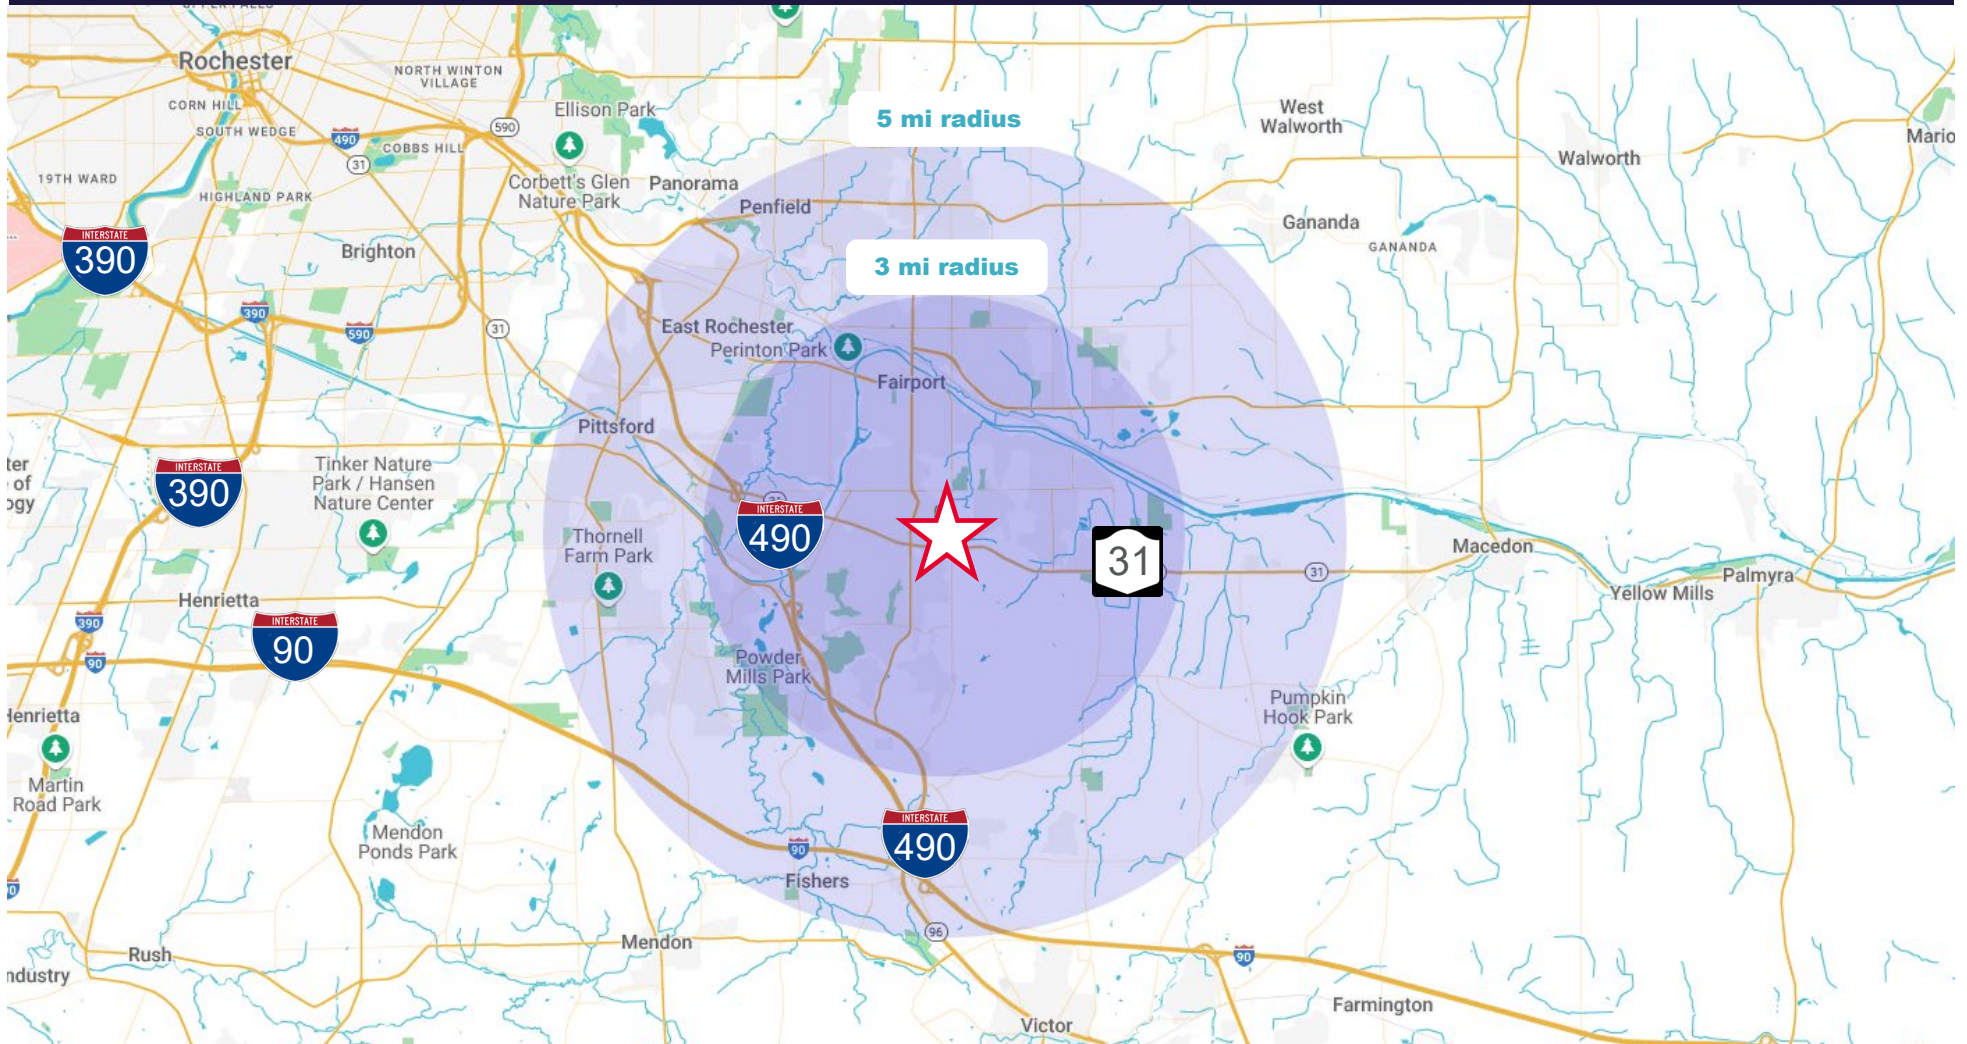 Rochester
NORTH WINTON
VILLAGE
CORN HILL
SOUTH WEDGE
490
590
31
COBBS HILL
Ellison Park
5 mi radius
West
Walworth
Walworth
19TH WARD
HIGHLAND PARK
Corbett's Glen
Nature Park
Panorama
Penfield
Gananda
GANANDA
INTERSTATE
390
Brighton
3 mi radius
390
590
31
East Rochester
Perinton Park
Fairport
Pittsford
Tinker Nature
Park / Hansen
Nature Center
INTERSTATE
390
31
INTERSTATE
490
Thornell
Farm Park
31
31
Macedon
Palmyra
Yellow Mills
Henrietta
390
INTERSTATE
90
90
Powder
Mills Park
Pumpkin
Hook Park
Henrietta
Martin
Road Park
Mendon
Ponds Park
90
INTERSTATE
490
Fishers
96
Mendon
Rush
90
Farmington
Victor